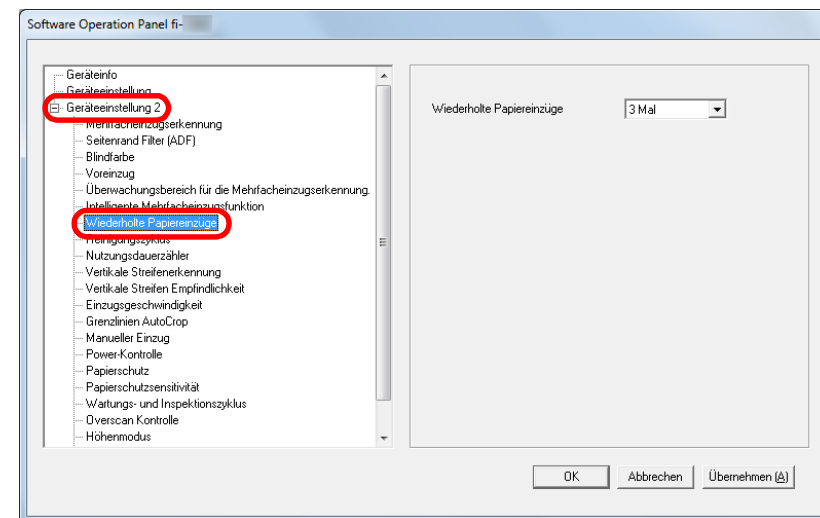 Software Operation Panel fi-
Geräteinfo
Geräteeinstellung
Geräteeinstellung 2
Mehrfacheinzugserkennung
Seitenrand Filter (ADF)
Blindfarbe
Voreinzug
Überwachungsbereich für die Mehrfacheinzugserkennung.
Intelligente Mehrfacheinzugsfunktion
Wiederholte Papiereinzüge
Reinigungszyklus
Nutzungsdauerzähler
Vertikale Streifenerkennung
Vertikale Streifen Empfindlichkeit
Einzugsgeschwindigkeit
Grenzlinien AutoCrop
Manueller Einzug
Power-Kontrolle
Papierschutz
Papierschutzsensitivität
Wartungs- und Inspektionszyklus
Overscan Kontrolle
Höhenmodus
Wiederholte Papiereinzüge 3 Mal
OK Abbrechen Übernehmen (A)